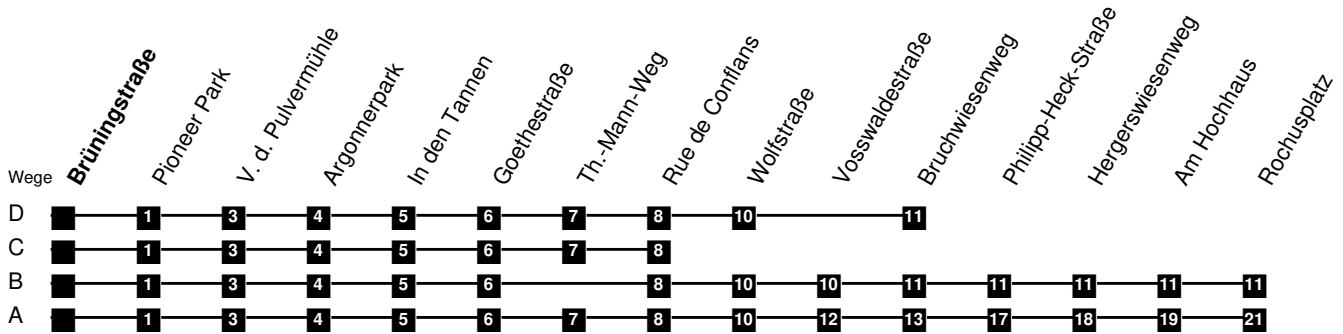 Wege
Brüningstraße
Pioneer Park
V. d. Pulvermühle
Argonnerpark
In den Tannen
Goethestraße
Th.-Mann-Weg
Rue de Conflans
Wolfstraße
Vosswaldestraße
Bruchwiesenweg
Philipp-Heck-Straße
Hergerswiesenweg
Am Hochhaus
Rochusplatz
D 1 3 4 5 6 7 8 10 11
C 1 3 4 5 6 7 8
B 1 3 4 5 6 8 10 10 11 11 11 11 11
A 1 3 4 5 6 7 8 10 12 13 17 18 19 21